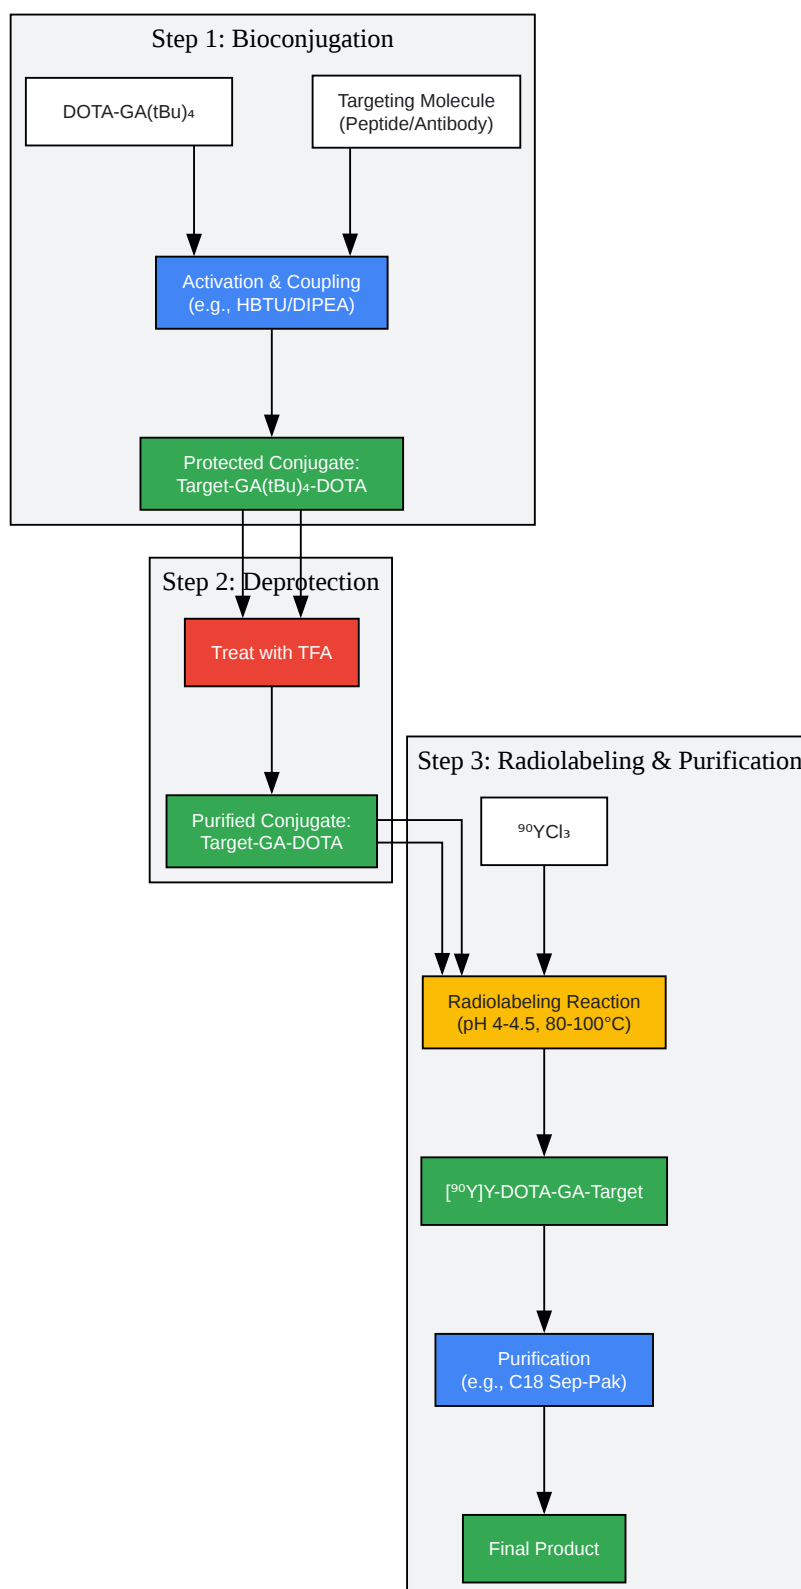 Step 1: Bioconjugation
DOTA-GA(tBu)₄
Targeting Molecule
(Peptide/Antibody)
Activation & Coupling
(e.g., HBTU/DIPEA)
Protected Conjugate:
Target-GA(tBu)₄-DOTA
Step 2: Deprotection
Treat with TFA
Purified Conjugate:
Target-GA-DOTA
Step 3: Radiolabeling & Purification
⁹⁰YCl₃
Radiolabeling Reaction
(pH 4-4.5, 80-100°C)
[⁹⁰Y]Y-DOTA-GA-Target
Purification
(e.g., C18 Sep-Pak)
Final Product